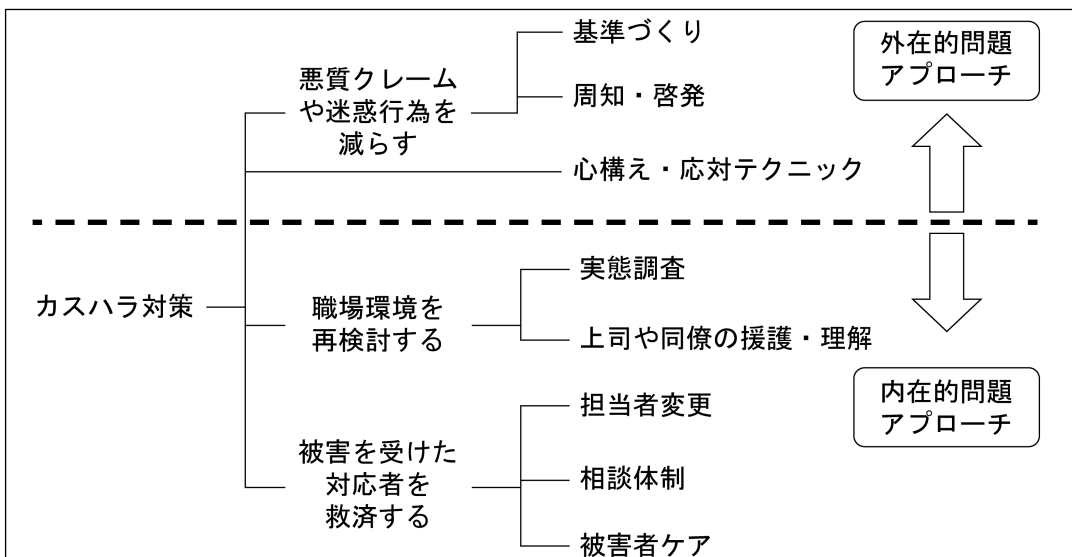 基準づくり
外在的問題
アプローチ
悪質クレーム
や迷惑行為を
減らす
周知・啓発
心構え・応対テクニック
カスハラ対策
職場環境を
再検討する
実態調査
上司や同僚の援護・理解
内在的問題
アプローチ
被害を受けた
対応者を
救済する
担当者変更
相談体制
被害者ケア